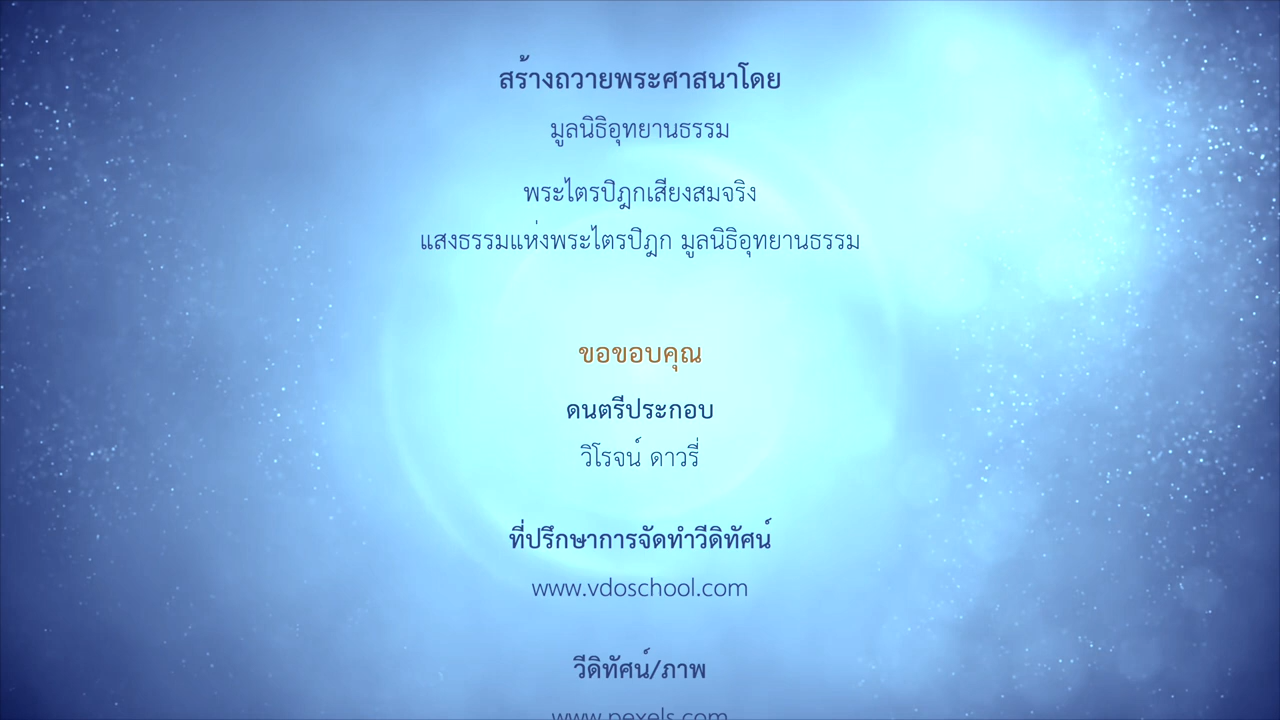 สร้างถวายพระศาสนาโดย
มูลนิธิอุทยานธรรม
พระไตรปิฎกเสียงสมจริง
แสงธรรมแห่งพระไตรปิฎก มูลนิธิอุทยานธรรม
ขอขอบคุณ
ดนตรีประกอบ
วิโรจน์ ดาวรี่
ที่ปรึกษาการจัดทำวีดิทัศน์
www.vdoschool.com
วีดิทัศน์/ภาพ
www.pexels.com